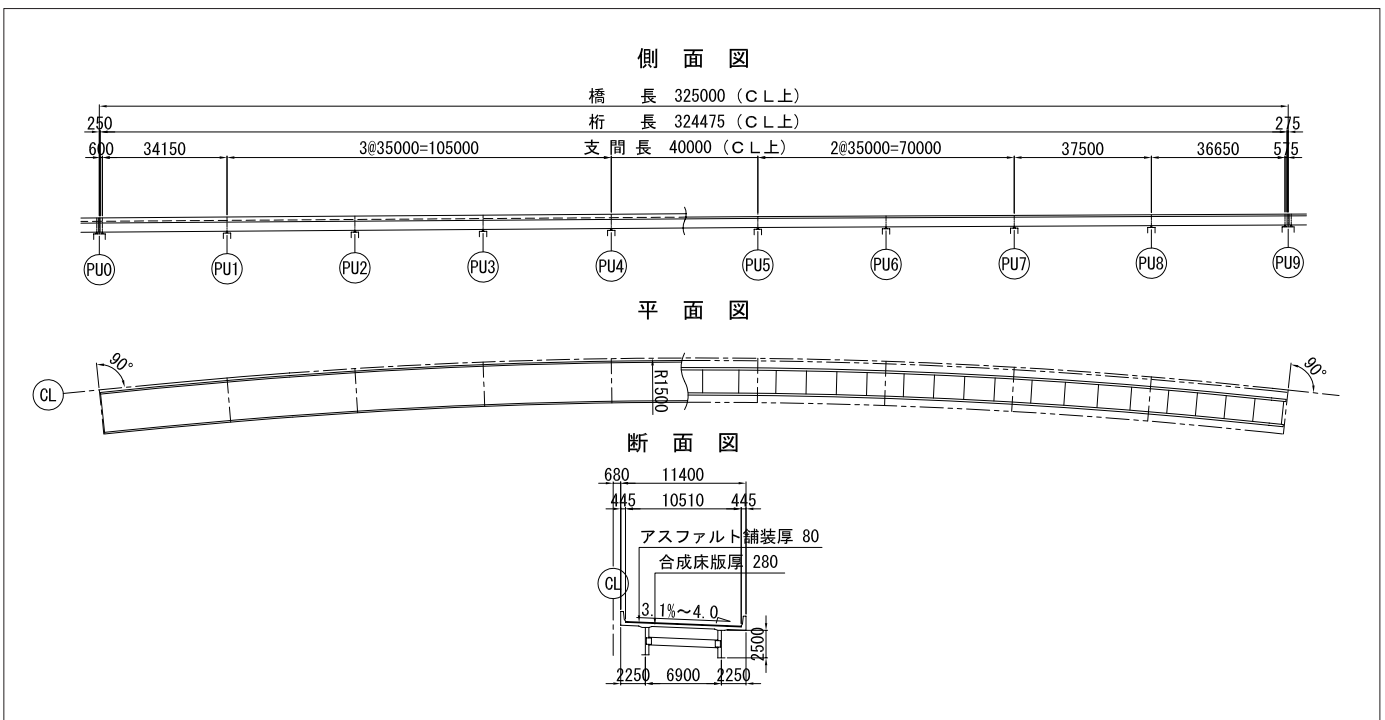 側 面 図
橋 長 325000 (CL上)
250 桁 長 324475 (CL上) 275
600 34150 3@35000=105000 支 間 長 40000 (CL上) 2@35000=70000 37500 36650 575
PU0 PU1 PU2 PU3 PU4 PU5 PU6 PU7 PU8 PU9
平 面 図
90° 90°
CL R1500
断 面 図
680 11400
445 10510 445
アスファルト舗装厚 80
合成床版厚 280
CL
3.1%~4.0
2500
2250 6900 2250